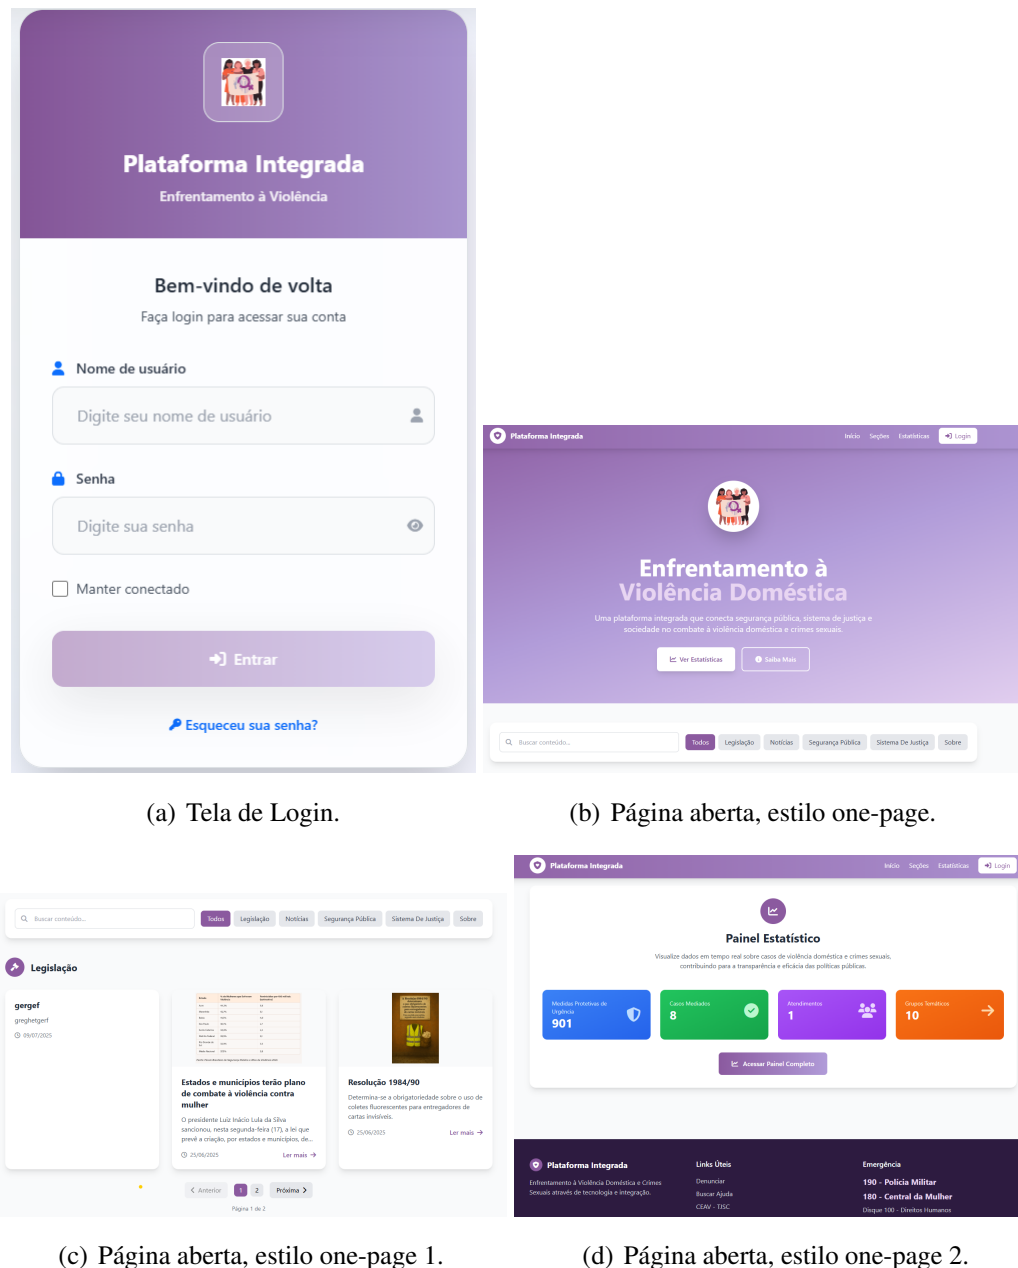 Plataforma Integrada
Enfrentamento à Violência
Bem-vindo de volta
Faça login para acessar sua conta
Nome de usuário
Digite seu nome de usuário
Senha
Digite sua senha
Manter conectado
Entrar
Esqueceu sua senha?
(a) Tela de Login.
Plataforma Integrada
Início Seções Estatísticas Login
Enfrentamento à
Violência Doméstica
Uma plataforma integrada que conecta segurança pública, sistema de justiça e
sociedade no combate à violência doméstica e crimes sexuais.
Ver Estatísticas Saiba Mais
Buscar conteúdo... Todos Legislação Notícias Segurança Pública Sistema De Justiça Sobre
(b) Página aberta, estilo one-page.
Buscar conteúdo... Todos Legislação Notícias Segurança Pública Sistema De Justiça Sobre
Legislação
gergef
greghetgerf
09/07/2025
Estados e municípios terão plano
de combate à violência contra
mulher
O presidente Luiz Inácio Lula da Silva
sancionou, nesta segunda-feira (17), a lei que
prevê a criação, por estados e municípios, de...
25/06/2025 Ler mais
Resolução 1984/90
Determina-se a obrigatoriedade sobre o uso de
coletes fluorescentes para entregadores de
cartas invisíveis.
25/06/2025 Ler mais
Anterior 1 2 Próxima
Página 1 de 2
(c) Página aberta, estilo one-page 1.
Plataforma Integrada
Início Seções Estatísticas Login
Painel Estatístico
Visualize dados em tempo real sobre casos de violência doméstica e crimes sexuais,
contribuindo para a transparência e eficácia das políticas públicas.
Medidas Protetivas de
Urgência
901
Casos Mediados
8
Atendimentos
1
Grupos Temáticos
10
Acessar Painel Completo
Plataforma Integrada
Enfrentamento à Violência Doméstica e Crimes
Sexuais através de tecnologia e integração.
Links Úteis
Denunciar
Buscar Ajuda
CEAV - TJSC
Emergência
190 - Polícia Militar
180 - Central da Mulher
Disque 100 - Direitos Humanos
(d) Página aberta, estilo one-page 2.